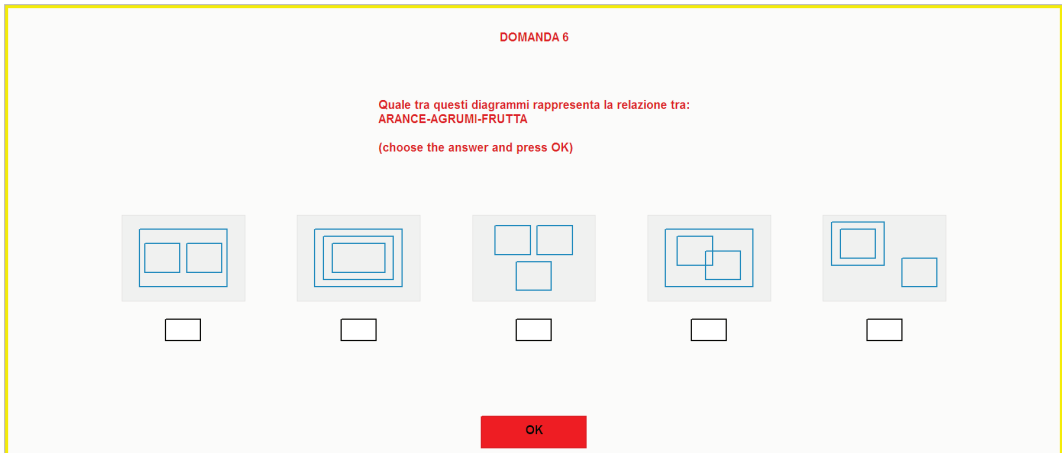 DOMANDA 6
Quale tra questi diagrammi rappresenta la relazione tra:
ARANCE-AGRUMI-FRUTTA
(choose the answer and press OK)
OK